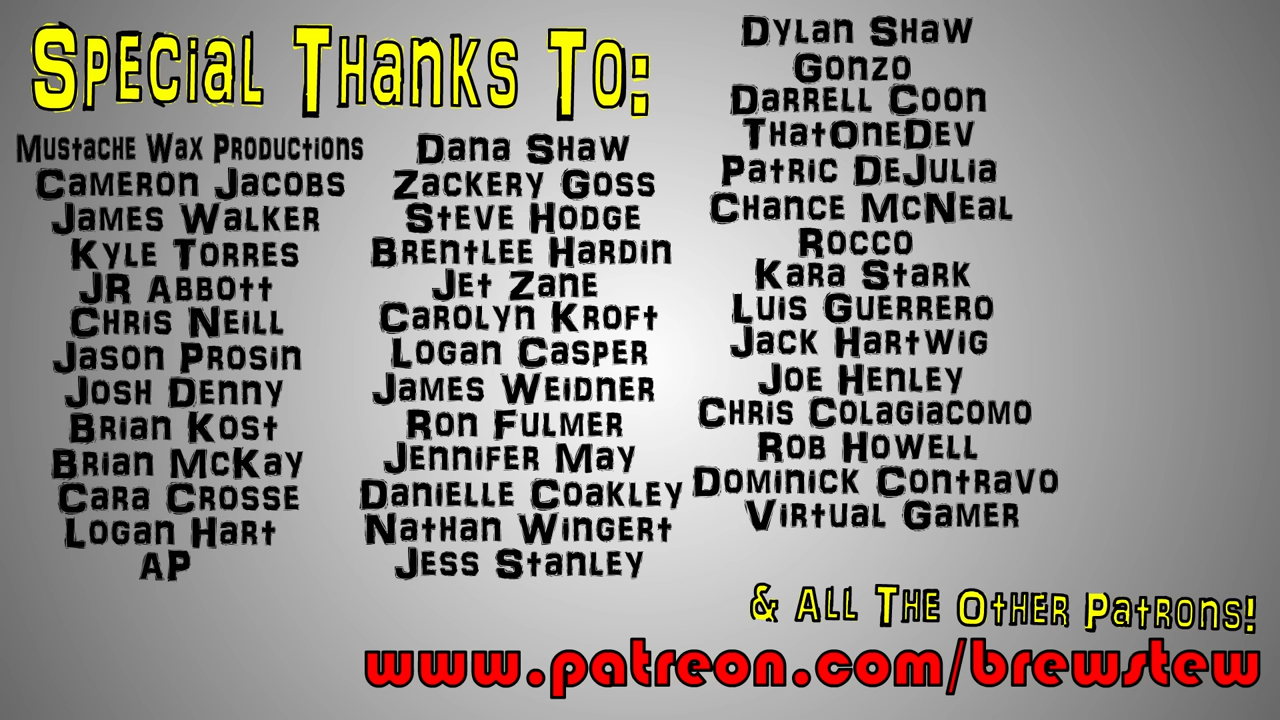 Special Thanks To:
Mustache Wax Productions
Cameron Jacobs
James Walker
Kyle Torres
JR Abbott
Chris Neill
Jason Prosin
Josh Denny
Brian Kost
Brian McKay
Cara Crosse
Logan Hart
AP
Dana Shaw
Zackery Goss
Steve Hodge
Brentlee Hardin
Jet Zane
Carolyn Kroft
Logan Casper
James Weidner
Ron Fulmer
Jennifer May
Danielle Coakley
Nathan Wingert
Jess Stanley
Dylan Shaw
Gonzo
Darrell Coon
ThatOneDev
Patric DeJulia
Chance McNeal
Rocco
Kara Stark
Luis Guerrero
Jack Hartwig
Joe Henley
Chris Colagiacomo
Rob Howell
Dominick Contravo
Virtual Gamer
& All The Other Patrons!
www.patreon.com/brewstew